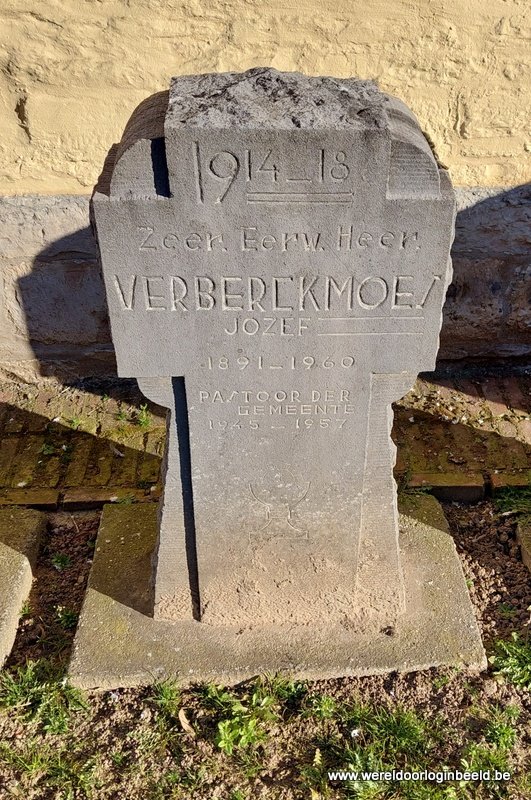 1914-18
Zeer. Eerw. Heer.
VERBERCKMOES
JOZEF
1891-1960
PASTOOR DER
GEMEENTE
1945-1957
www.wereldoorloginbeeld.be